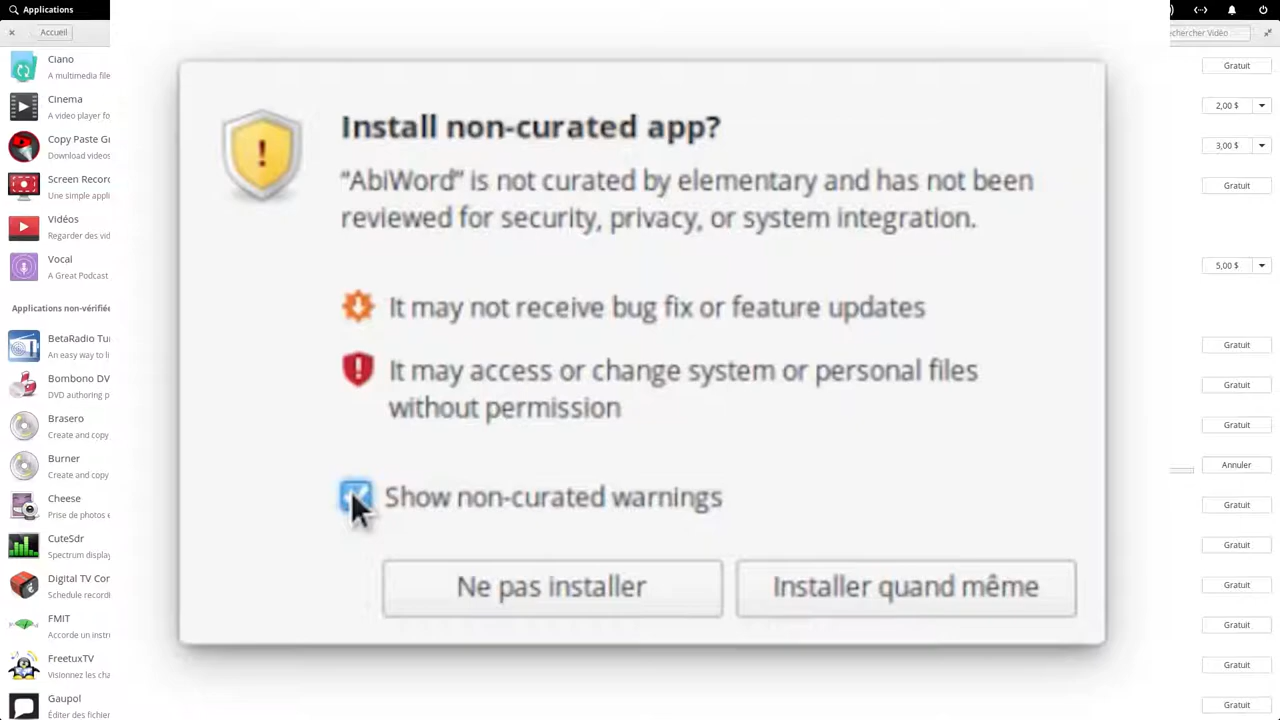 Applications
Accueil
Rechercher Vidéo
Ciano
A multimedia file
Gratuit
Cinema
A video player fo
2,00 $
Copy Paste Gr
Download videos
3,00 $
Screen Record
Une simple appli
Gratuit
Vidéos
Regarder des vid
Vocal
A Great Podcast
5,00 $
Applications non-vérifiée
BetaRadio Tu
An easy way to li
Gratuit
Bombono DV
DVD authoring p
Gratuit
Brasero
Create and copy
Gratuit
Burner
Create and copy
Annuler
Cheese
Prise de photos e
Gratuit
CuteSdr
Spectrum display
Gratuit
Digital TV Con
Schedule recordi
Gratuit
FMIT
Accorde un instr
Gratuit
FreetuxTV
Visionnez les cha
Gratuit
Gaupol
Éditer des fichier
Gratuit
Install non-curated app?
“AbiWord” is not curated by elementary and has not been
reviewed for security, privacy, or system integration.
It may not receive bug fix or feature updates
It may access or change system or personal files
without permission
Show non-curated warnings
Ne pas installer
Installer quand même